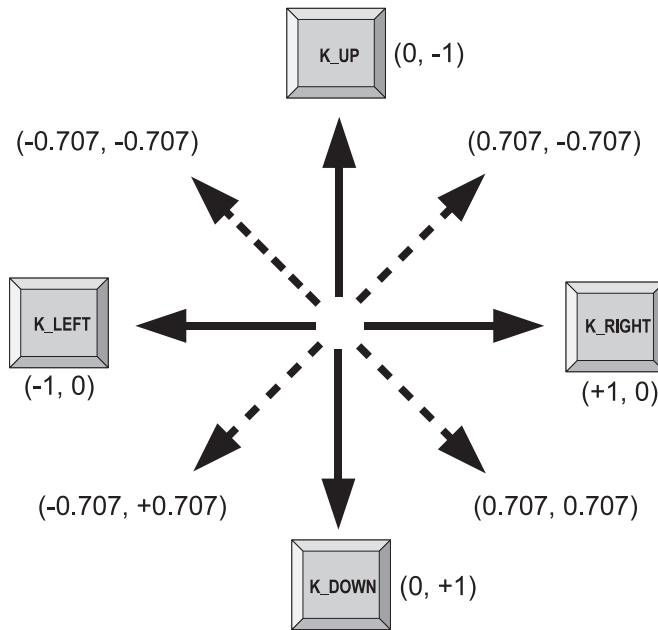 K_UP (0, -1)
(-0.707, -0.707) (0.707, -0.707)
K_LEFT K_RIGHT
(-1, 0) (+1, 0)
(-0.707, +0.707) (0.707, 0.707)
K_DOWN (0, +1)